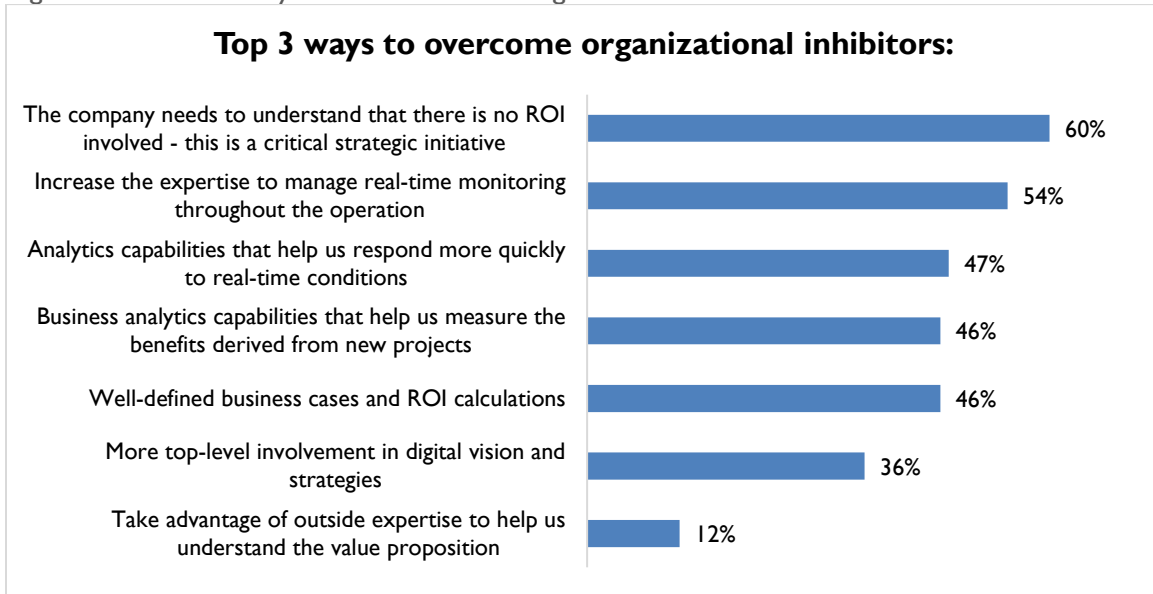 Top 3 ways to overcome organizational inhibitors:
The company needs to understand that there is no ROI
involved - this is a critical strategic initiative
60%
Increase the expertise to manage real-time monitoring
throughout the operation
54%
Analytics capabilities that help us respond more quickly
to real-time conditions
47%
Business analytics capabilities that help us measure the
benefits derived from new projects
46%
Well-defined business cases and ROI calculations
46%
More top-level involvement in digital vision and
strategies
36%
Take advantage of outside expertise to help us
understand the value proposition
12%